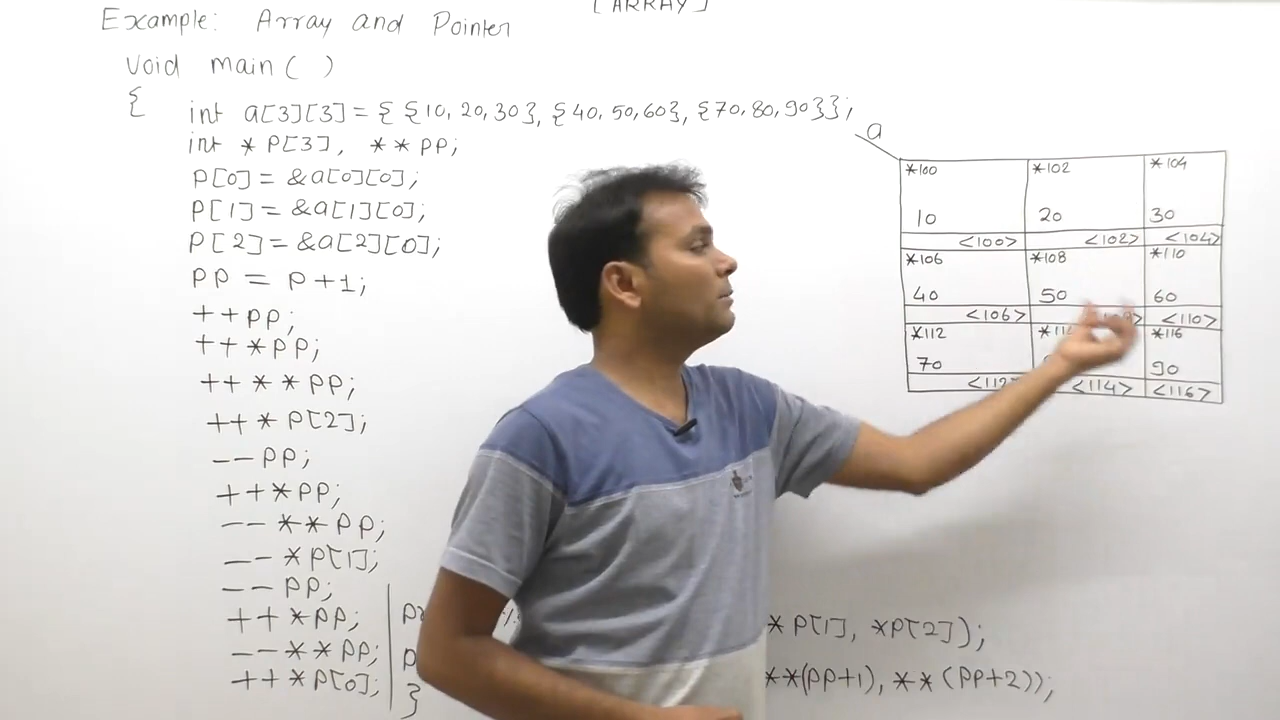 [ARRAY]
Example: Array and Pointer
void main( )
{
int a[3][3] = { {10, 20, 30}, {40, 50, 60}, {70, 80, 90}};
int * P[3], * * PP;
P[0] = &a[0][0];
P[1] = &a[1][0];
P[2] = &a[2][0];
PP = P+1;
++PP;
++*PP;
++ * * PP;
++ * P[2];
--PP;
++*PP;
-- ** PP;
-- *P[1];
-- PP;
++ *PP;
-- ** PP;
++ *P[0];
}
* P[1], *P[2]);
**(PP+1), ** (PP+2));
a
*100 *102 *104
10 20 30
<100> <102> <104>
*106 *108 *110
40 50 60
<106> <110>
*112 *116
70 90
<114> <116>